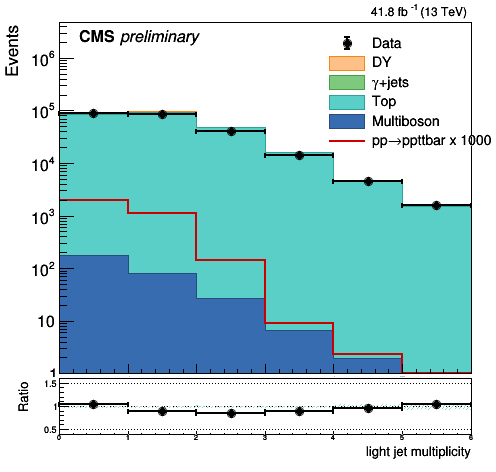 41.8 fb⁻¹ (13 TeV)
CMS preliminary
Events
Data
DY
γ+jets
Top
Multiboson
pp→ppttbar x 1000
10⁶
10⁵
10⁴
10³
10²
10
1
Ratio
1.5
1
0.5
0 1 2 3 4 5 6
light jet multiplicity